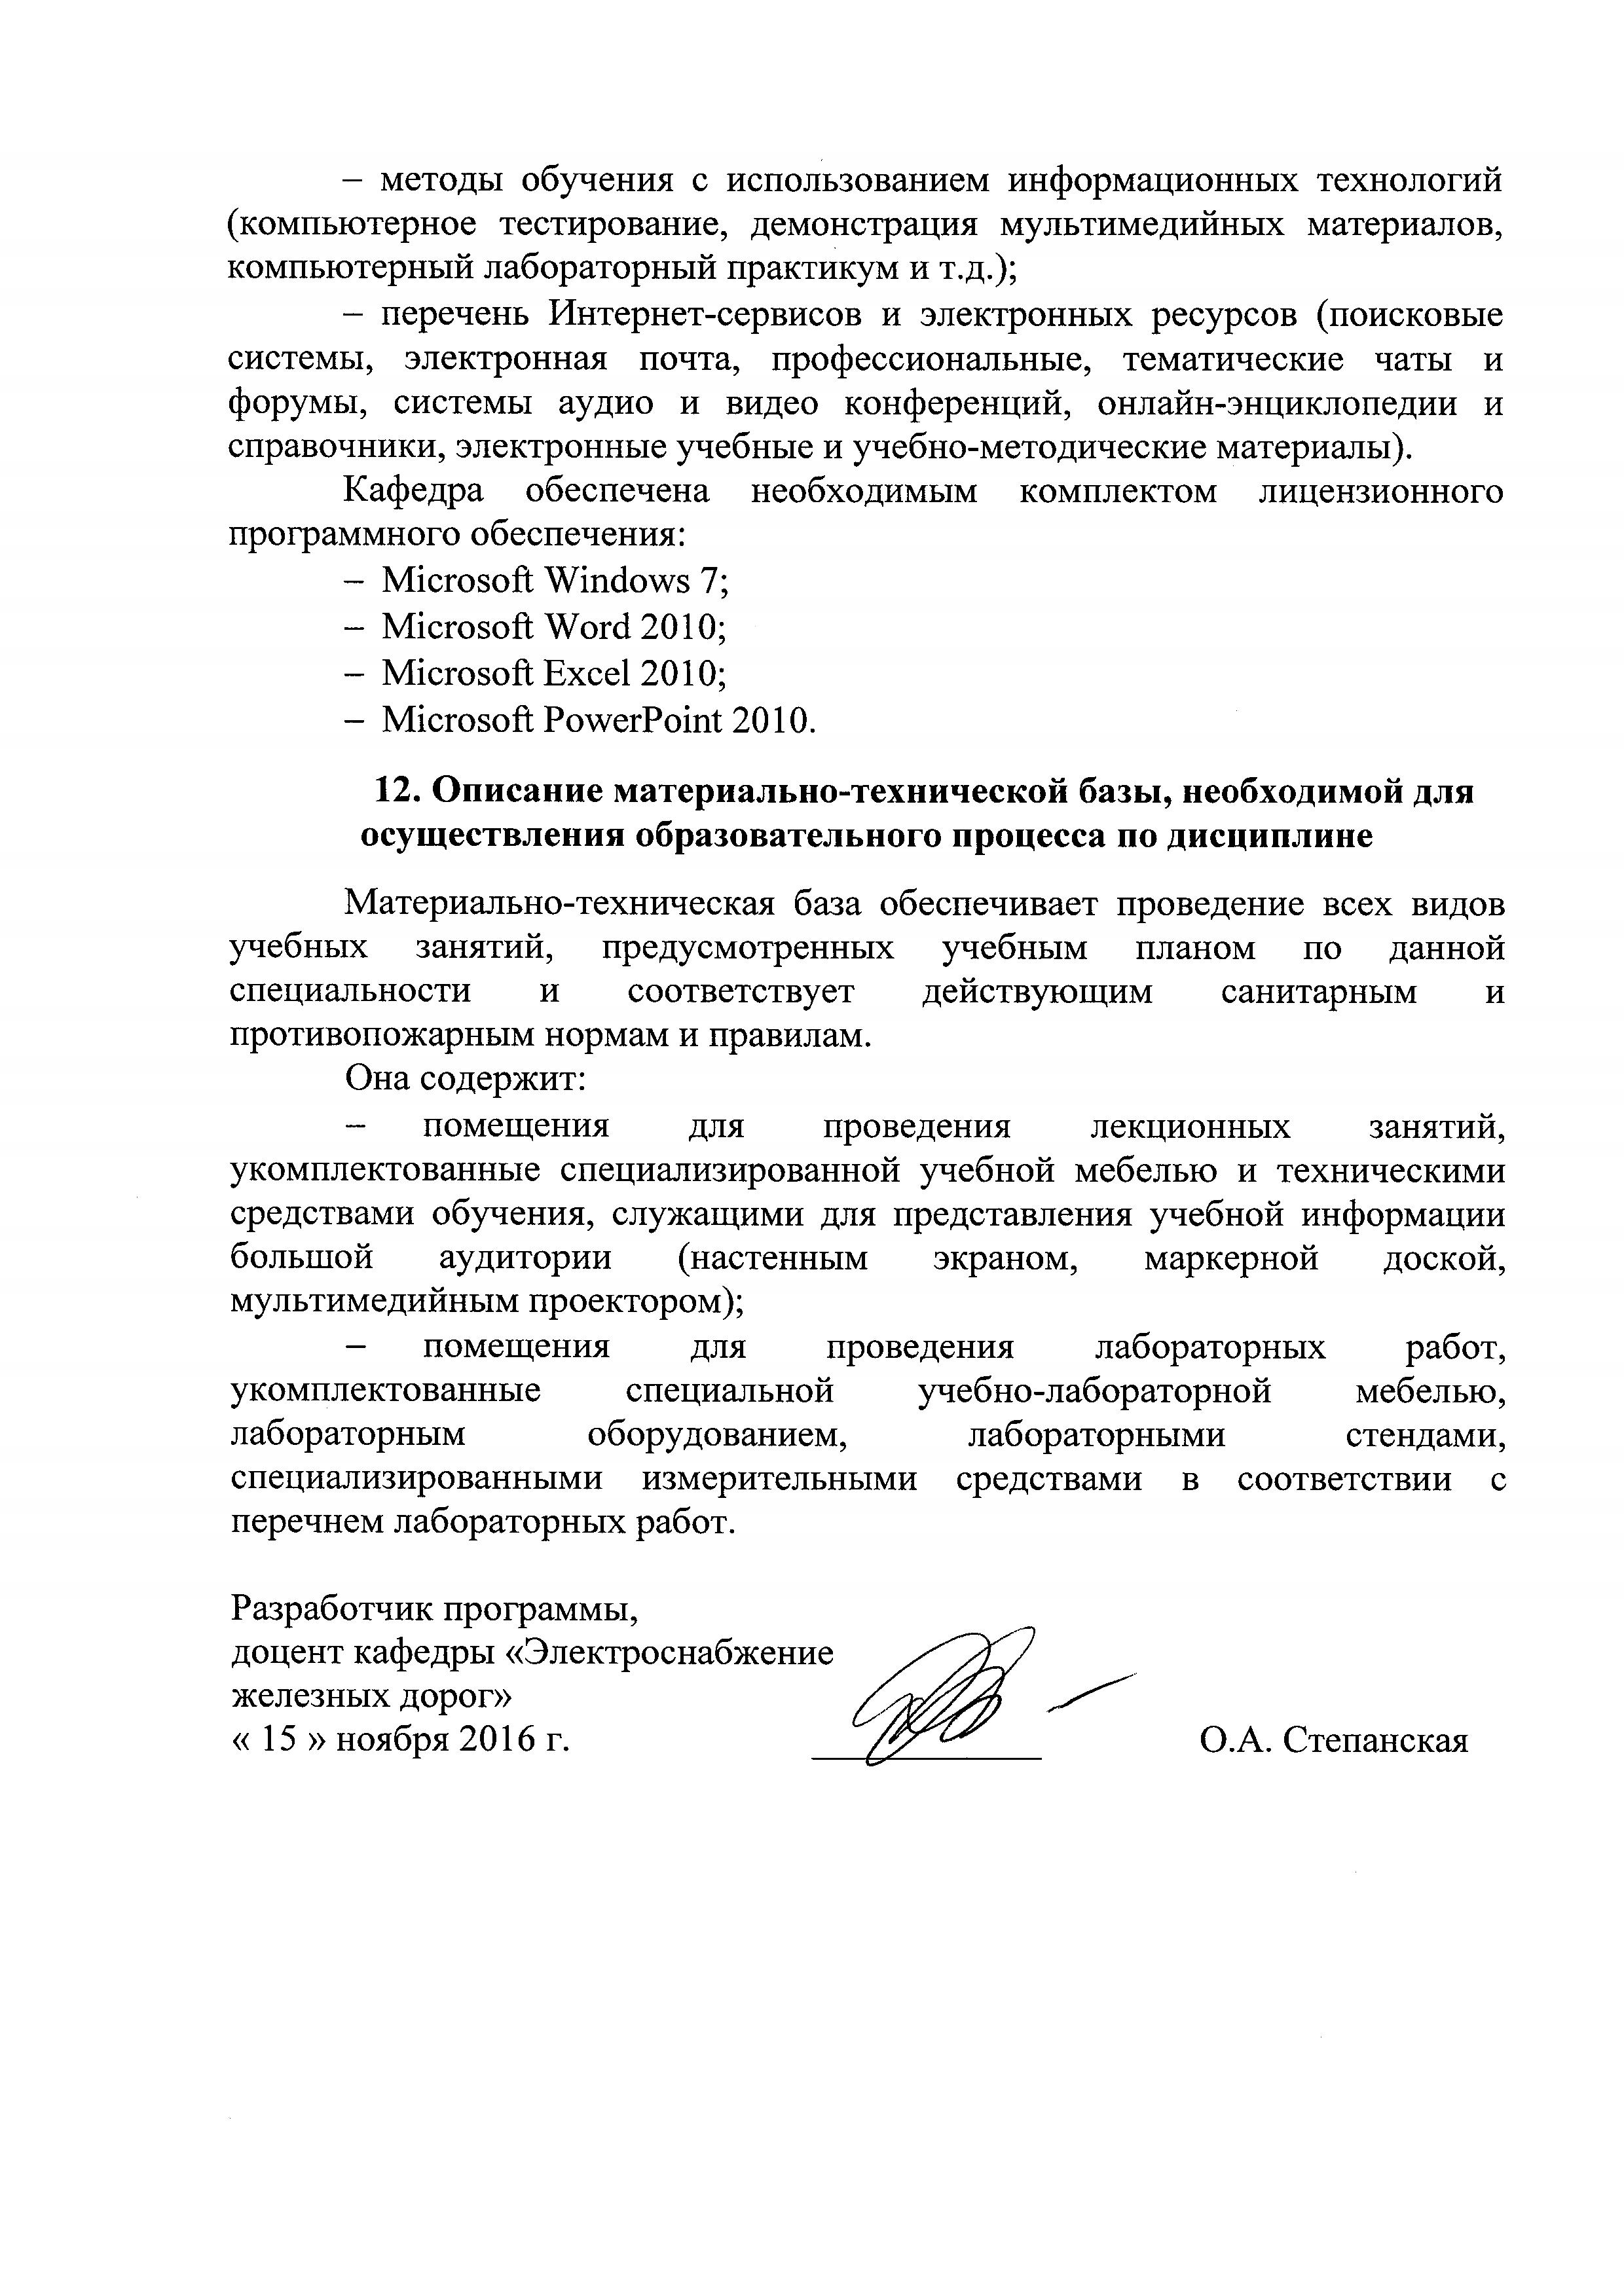 – методы обучения с использованием информационных технологий
(компьютерное тестирование, демонстрация мультимедийных материалов,
компьютерный лабораторный практикум и т.д.);
– перечень Интернет-сервисов и электронных ресурсов (поисковые
системы, электронная почта, профессиональные, тематические чаты и
форумы, системы аудио и видео конференций, онлайн-энциклопедии и
справочники, электронные учебные и учебно-методические материалы).
Кафедра обеспечена необходимым комплектом лицензионного
программного обеспечения:
– Microsoft Windows 7;
– Microsoft Word 2010;
– Microsoft Excel 2010;
– Microsoft PowerPoint 2010.
12. Описание материально-технической базы, необходимой для
осуществления образовательного процесса по дисциплине
Материально-техническая база обеспечивает проведение всех видов
учебных занятий, предусмотренных учебным планом по данной
специальности и соответствует действующим санитарным и
противопожарным нормам и правилам.
Она содержит:
– помещения для проведения лекционных занятий,
укомплектованные специализированной учебной мебелью и техническими
средствами обучения, служащими для представления учебной информации
большой аудитории (настенным экраном, маркерной доской,
мультимедийным проектором);
– помещения для проведения лабораторных работ,
укомплектованные специальной учебно-лабораторной мебелью,
лабораторным оборудованием, лабораторными стендами,
специализированными измерительными средствами в соответствии с
перечнем лабораторных работ.
Разработчик программы,
доцент кафедры «Электроснабжение
железных дорог»
« 15 » ноября 2016 г.
О.А. Степанская